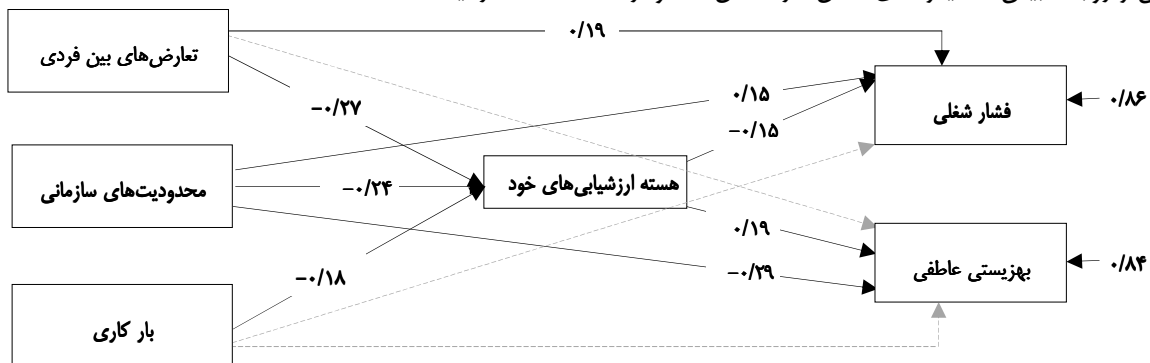 ۰/۱۹
تعارض‌های بین فردی
۰/۸۶
فشار شغلی
۰/۱۵
-۰/۲۷
-۰/۱۵
هسته ارزشیابی‌های خود
-۰/۲۴
محدودیت‌های سازمانی
۰/۱۹
۰/۸۴
بهزیستی عاطفی
-۰/۲۹
-۰/۱۸
بار کاری